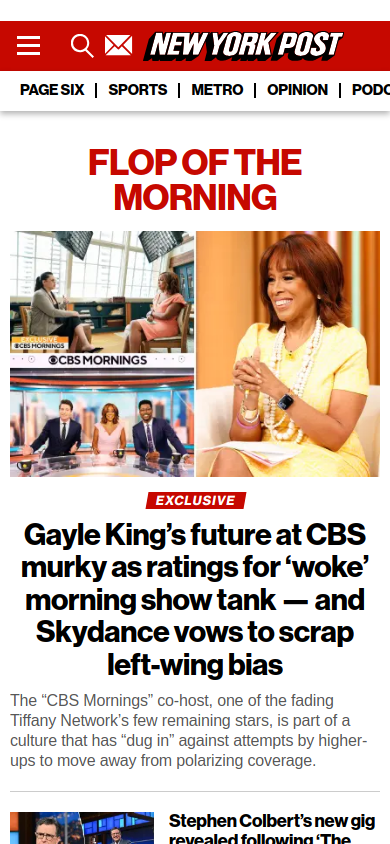 NEW YORK POST
PAGE SIX
SPORTS
METRO
OPINION
PODC
FLOP OF THE
MORNING
EXCLUSIVE
CBS MORNINGS
CBS MORNINGS
EXCLUSIVE
Gayle King’s future at CBS
murky as ratings for ‘woke’
morning show tank — and
Skydance vows to scrap
left-wing bias
The “CBS Mornings” co-host, one of the fading
Tiffany Network’s few remaining stars, is part of a
culture that has “dug in” against attempts by higher-
ups to move away from polarizing coverage.
Stephen Colbert’s new gig
revealed following ‘The